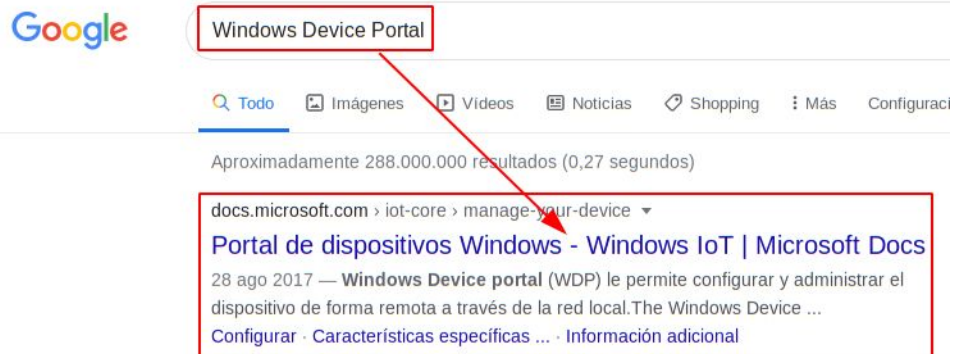 Google
Windows Device Portal
Todo Imágenes Vídeos Noticias Shopping Más Configuraci
Aproximadamente 288.000.000 resultados (0,27 segundos)
docs.microsoft.com › iot-core › manage-your-device
Portal de dispositivos Windows - Windows IoT | Microsoft Docs
28 ago 2017 — Windows Device portal (WDP) le permite configurar y administrar el
dispositivo de forma remota a través de la red local.The Windows Device ...
Configurar · Características específicas ... · Información adicional